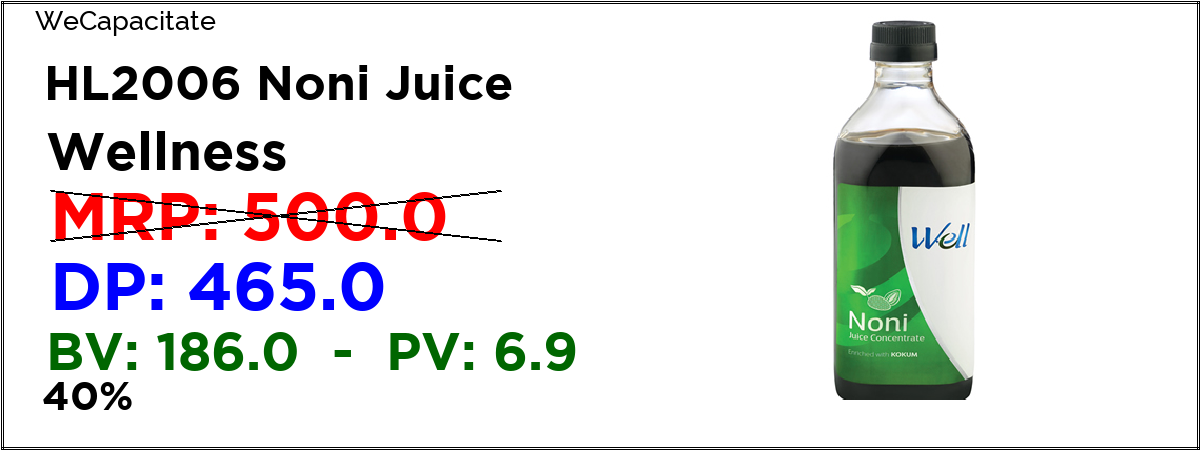 WeCapacitate
HL2006 Noni Juice
Wellness
MRP: 500.0
DP: 465.0
BV: 186.0 - PV: 6.9
40%
Well
Noni
Juice Concentrate
Enriched with KOKUM